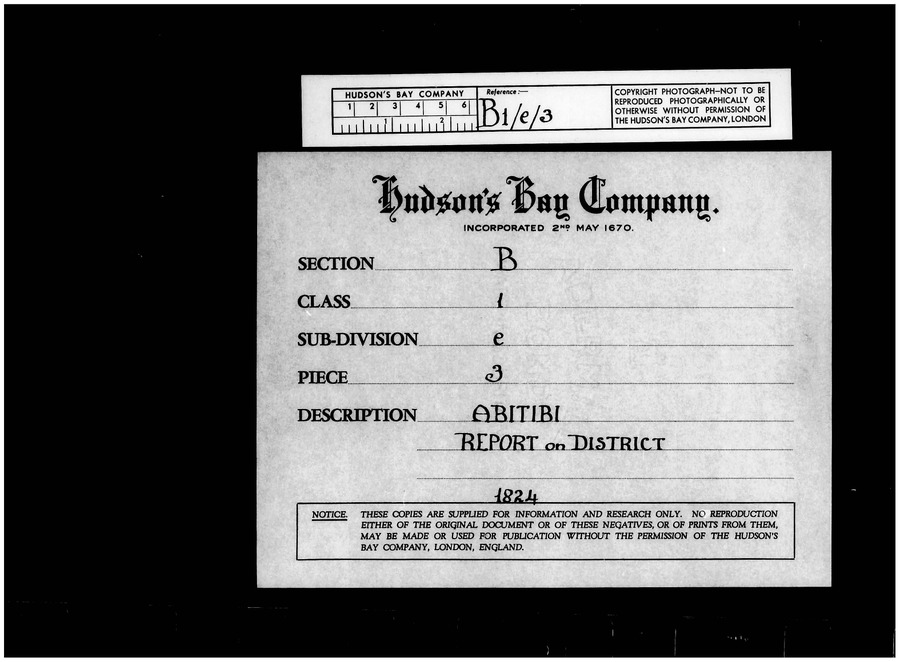 HUDSON'S BAY COMPANY
1 2 3 4 5 6
1 2
Reference :—
B1/e/3
COPYRIGHT PHOTOGRAPH—NOT TO BE
REPRODUCED PHOTOGRAPHICALLY OR
OTHERWISE WITHOUT PERMISSION OF
THE HUDSON'S BAY COMPANY, LONDON
Hudson's Bay Company.
INCORPORATED 2ND MAY 1670.
SECTION B
CLASS 1
SUB-DIVISION e
PIECE 3
DESCRIPTION ABITIBI
REPORT on DISTRICT
1824
NOTICE. THESE COPIES ARE SUPPLIED FOR INFORMATION AND RESEARCH ONLY. NO REPRODUCTION
EITHER OF THE ORIGINAL DOCUMENT OR OF THESE NEGATIVES, OR OF PRINTS FROM THEM,
MAY BE MADE OR USED FOR PUBLICATION WITHOUT THE PERMISSION OF THE HUDSON'S
BAY COMPANY, LONDON, ENGLAND.